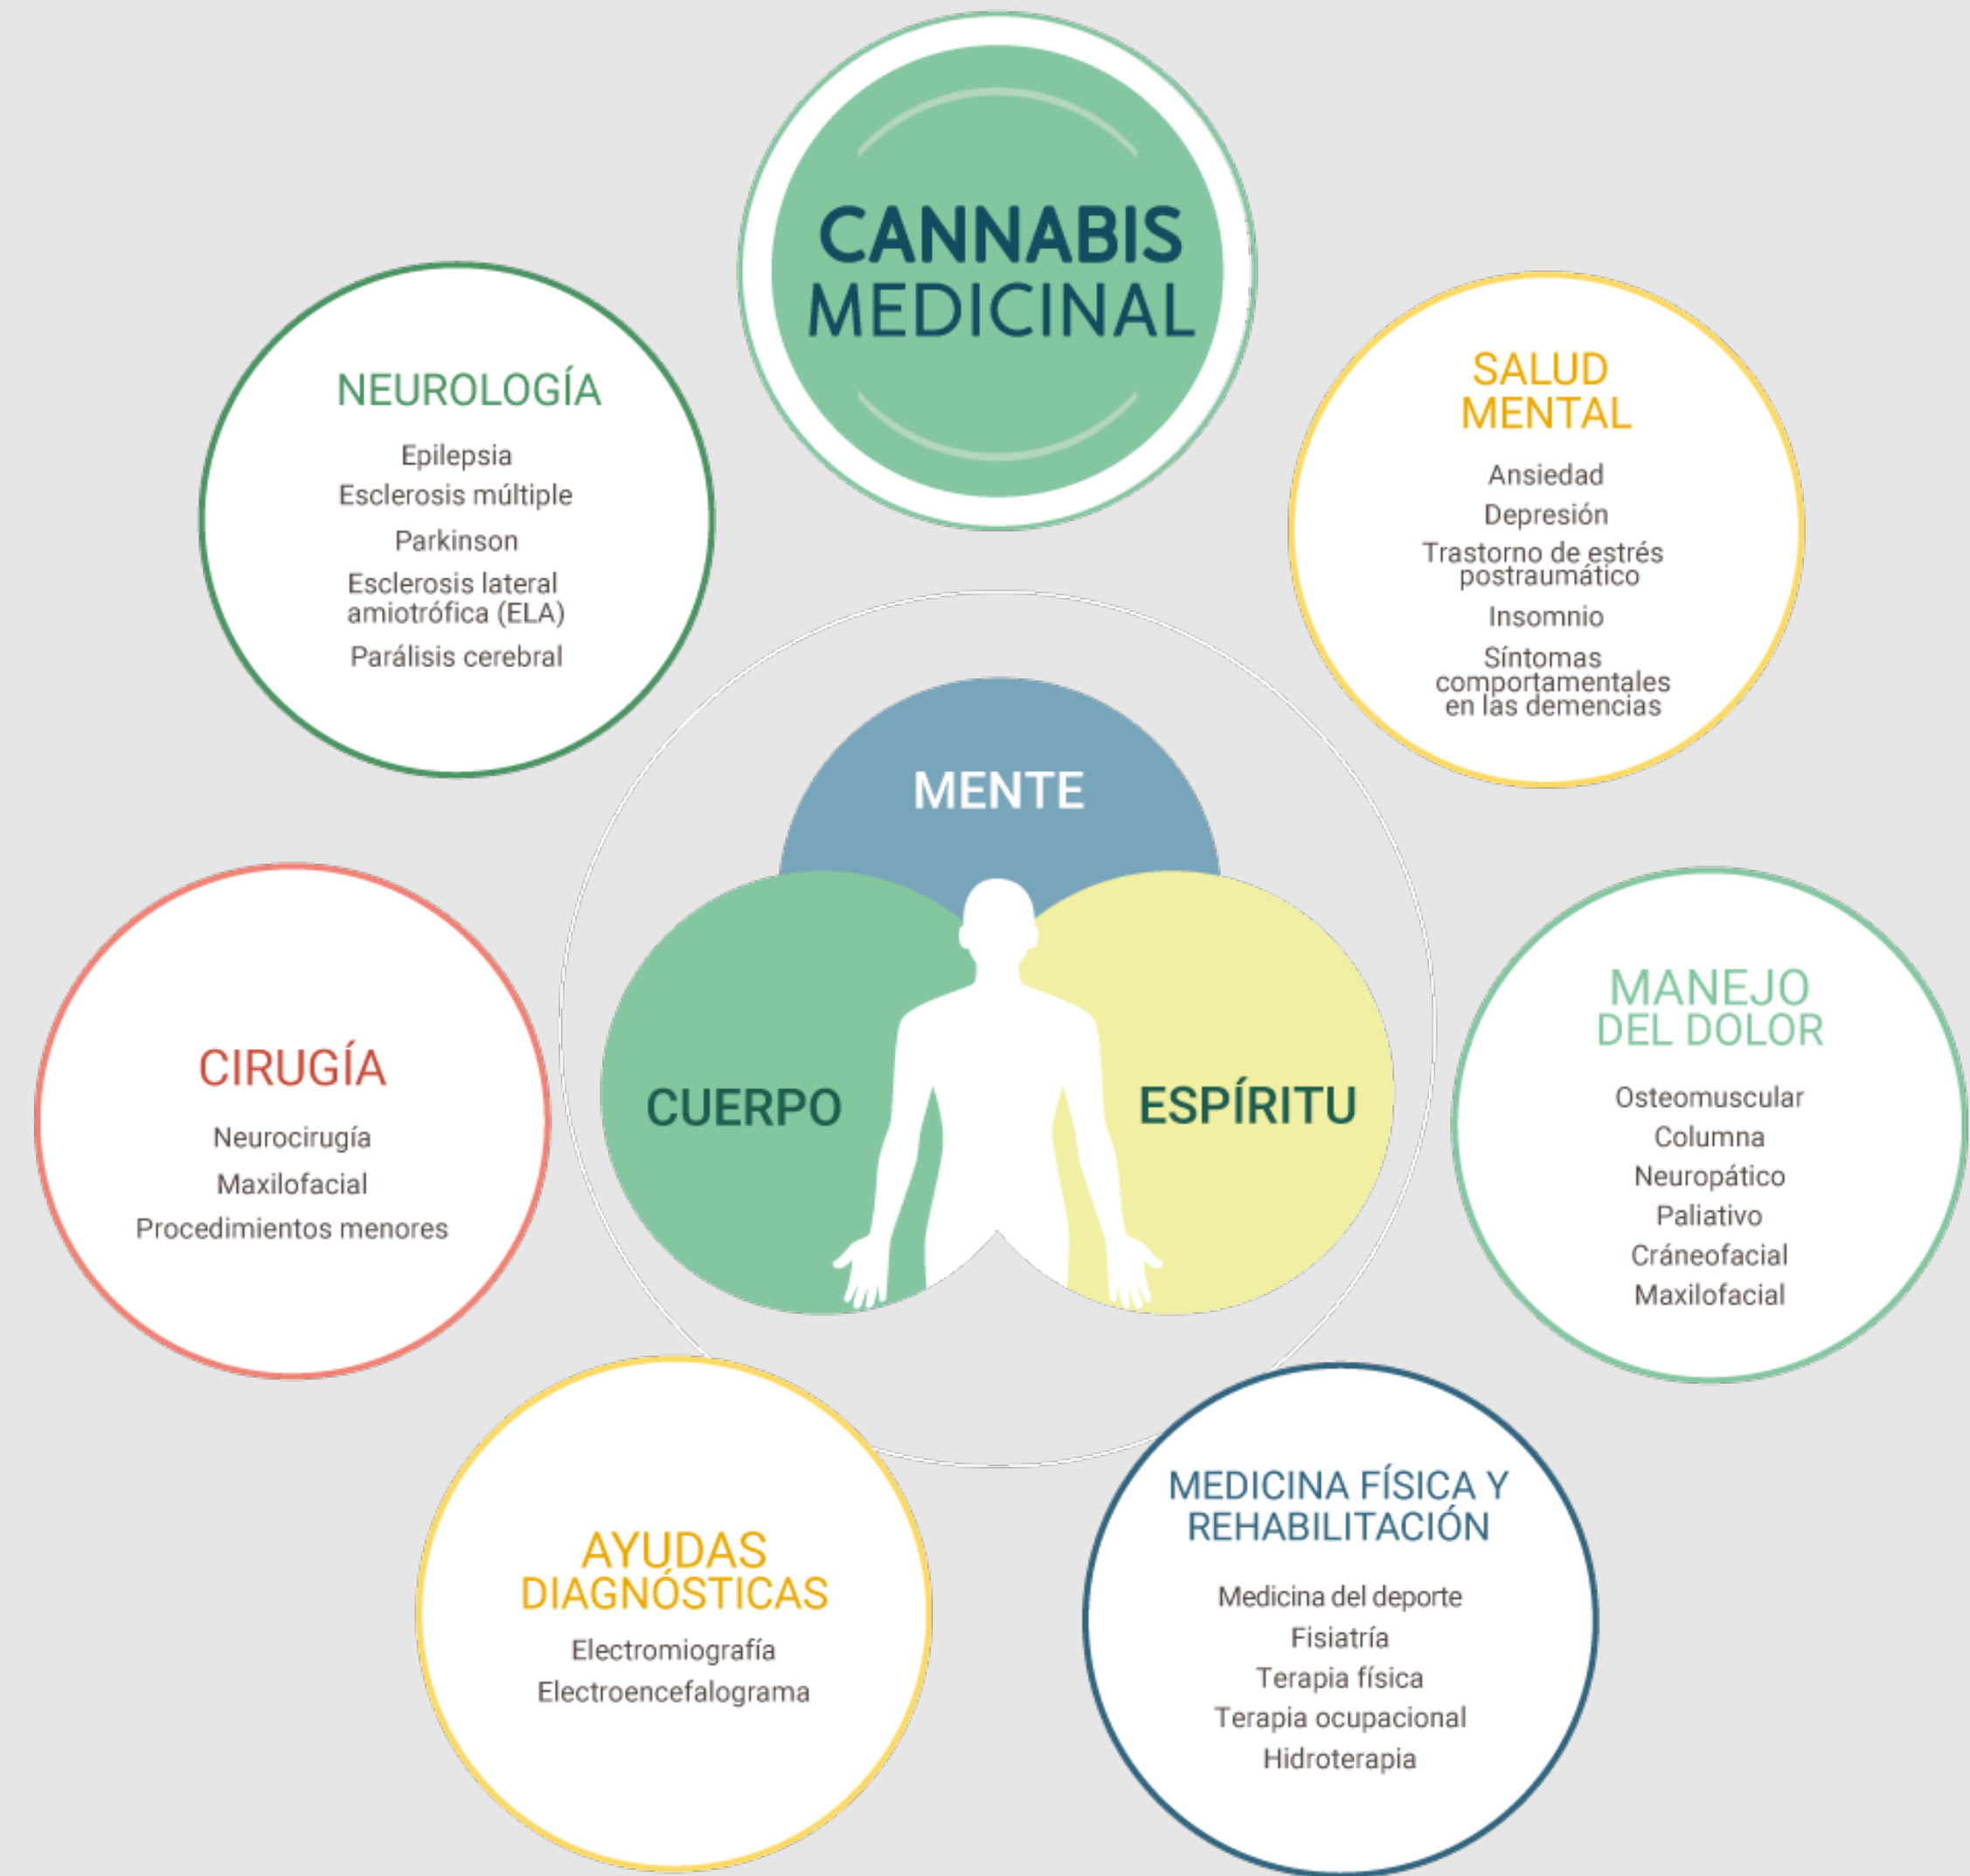 CANNABIS
MEDICINAL
NEUROLOGÍA
Epilepsia
Esclerosis múltiple
Parkinson
Esclerosis lateral
amiotrófica (ELA)
Parálisis cerebral
SALUD
MENTAL
Ansiedad
Depresión
Trastorno de estrés
postraumático
Insomnio
Síntomas
comportamentales
en las demencias
MENTE
CUERPO
ESPÍRITU
CIRUGÍA
Neurocirugía
Maxilofacial
Procedimientos menores
MANEJO
DEL DOLOR
Osteomuscular
Columna
Neuropático
Paliativo
Cráneofacial
Maxilofacial
AYUDAS
DIAGNÓSTICAS
Electromiografía
Electroencefalograma
MEDICINA FÍSICA Y
REHABILITACIÓN
Medicina del deporte
Fisiatría
Terapia física
Terapia ocupacional
Hidroterapia